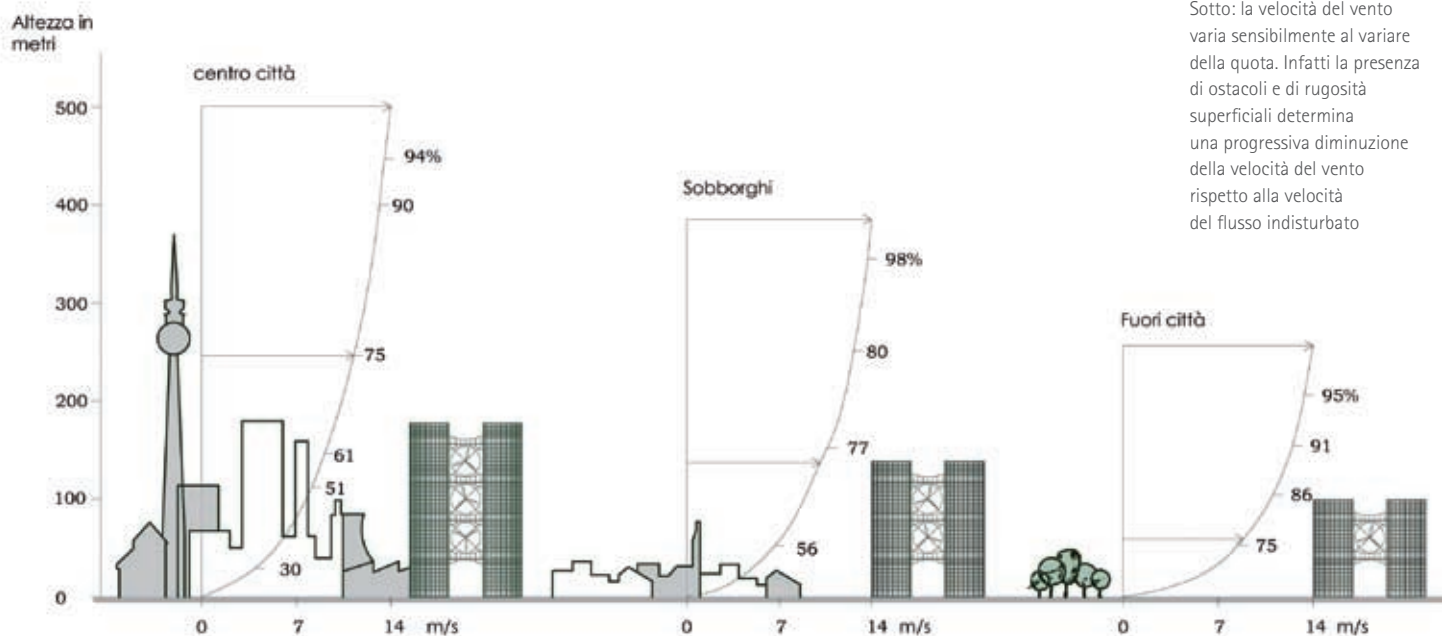 Altezza in
metri
500
400
300
200
100
0
centro città
94%
90
75
61
51
30
0 7 14 m/s
Sobborghi
98%
80
77
56
0 7 14 m/s
Fuori città
95%
91
86
75
0 7 14 m/s
Sotto: la velocità del vento
varia sensibilmente al variare
della quota. Infatti la presenza
di ostacoli e di rugosità
superficiali determina
una progressiva diminuzione
della velocità del vento
rispetto alla velocità
del flusso indisturbato